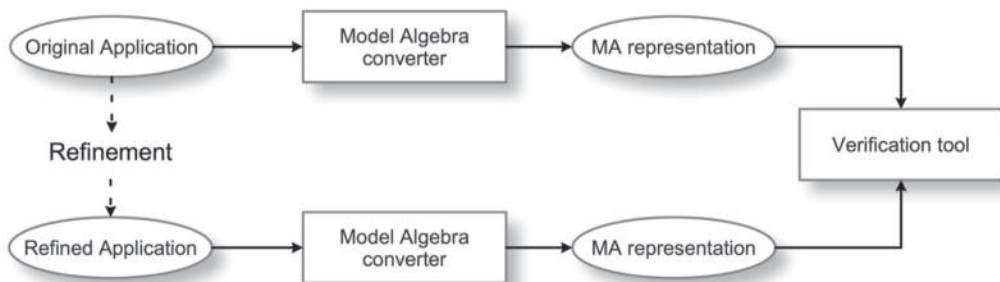 Original Application
Model Algebra
converter
MA representation
Verification tool
Refinement
Refined Application
Model Algebra
converter
MA representation